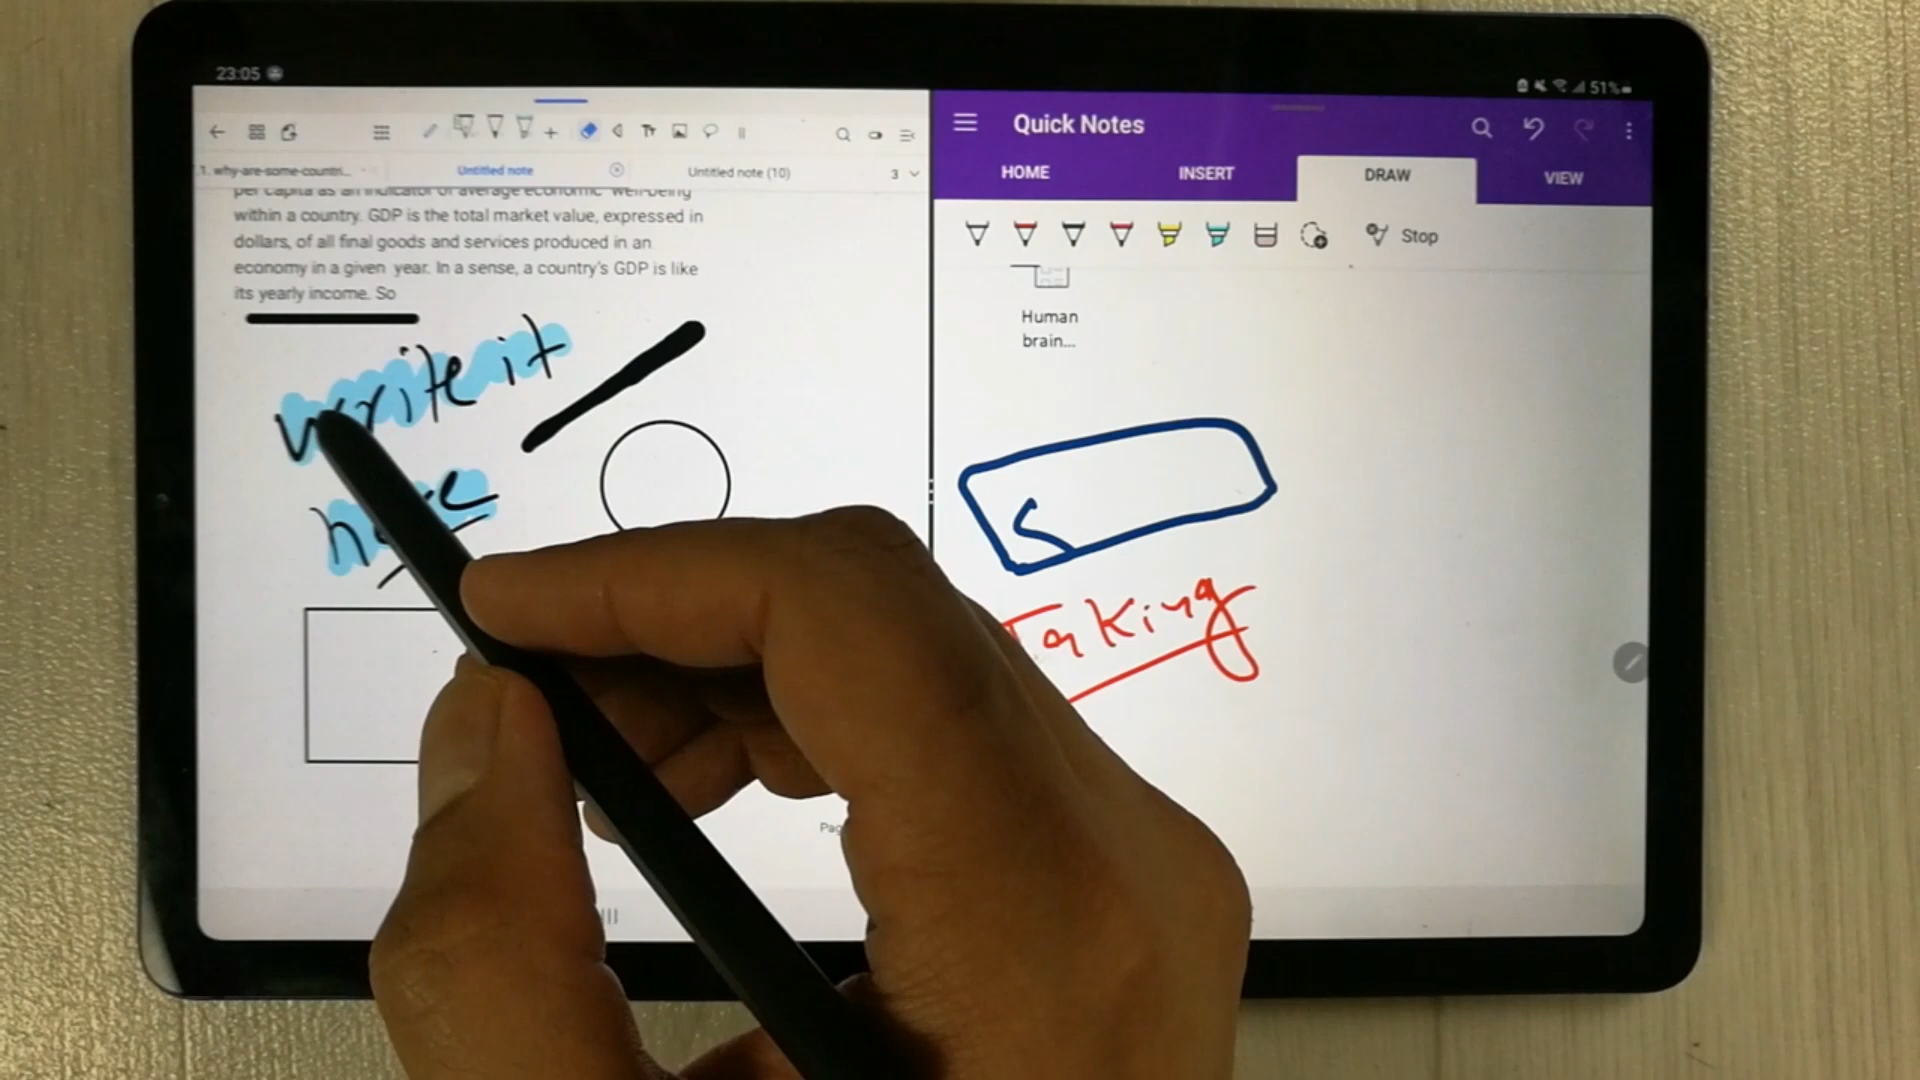 23:05
51%
1. why-are-some-countri...
Untitled note
Untitled note (10)
3
per capita as an indicator of average economic well-being
within a country. GDP is the total market value, expressed in
dollars, of all final goods and services produced in an
economy in a given year. In a sense, a country's GDP is like
its yearly income. So
write it
Quick Notes
HOME
INSERT
DRAW
VIEW
Stop
Human
brain...
S
Taking